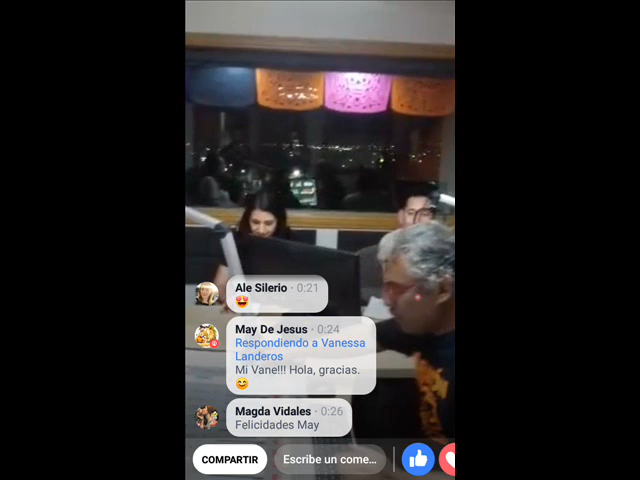 Ale Silerio · 0:21
😍
May De Jesus · 0:24
Respondiendo a Vanessa
Landeros
Mi Vane!!! Hola, gracias.
😊
Magda Vidales · 0:26
Felicidades May
COMPARTIR
Escribe un come...